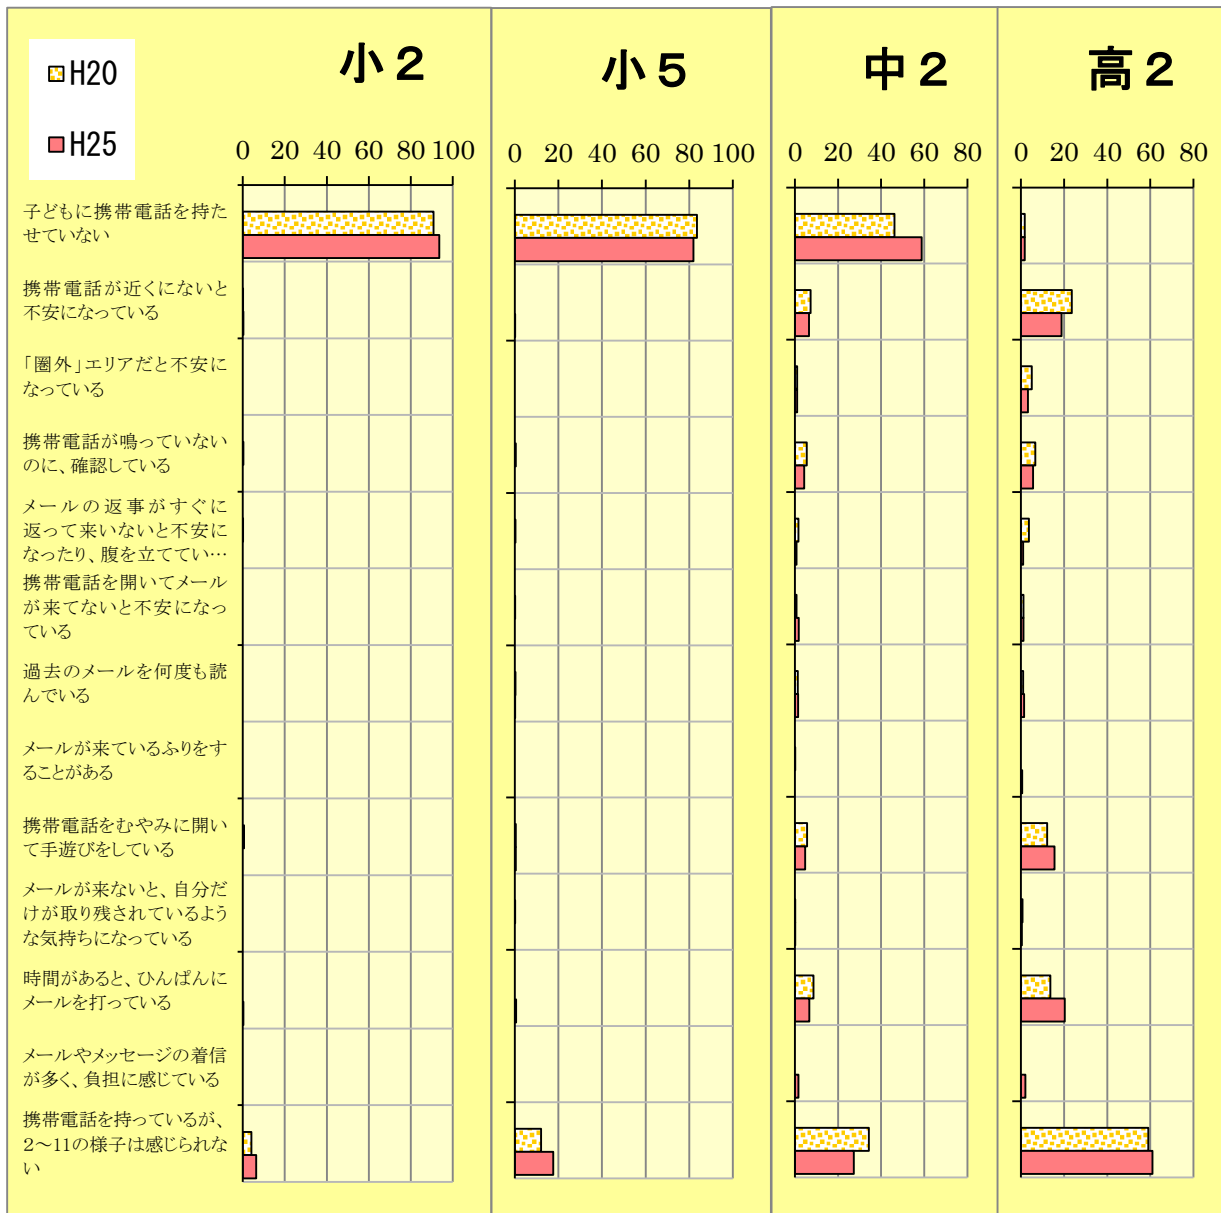 H20
H25
小２
小５
中２
高２
0 20 40 60 80 100
0 20 40 60 80 100
0 20 40 60 80
0 20 40 60 80
子どもに携帯電話を持た
せていない
携帯電話が近くにないと
不安になっている
「圏外」エリアだと不安に
なっている
携帯電話が鳴っていない
のに、確認している
メールの返事がすぐに
返って来いないと不安に
なったり、腹を立ててい…
携帯電話を開いてメール
が来てないと不安になっ
ている
過去のメールを何度も読
んでいる
メールが来ているふりをす
ることがある
携帯電話をむやみに開い
て手遊びをしている
メールが来ないと、自分だ
けが取り残されているよう
な気持ちになっている
時間があると、ひんぱんに
メールを打っている
メールやメッセージの着信
が多く、負担に感じている
携帯電話を持っているが、
2～11の様子は感じられな
い